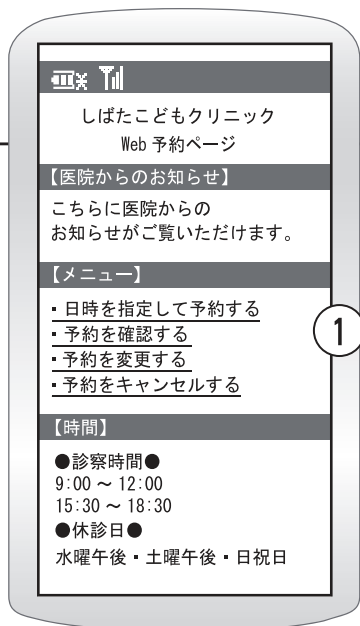 しばたこどもクリニック
Web 予約ページ
【医院からのお知らせ】
こちらに医院からの
お知らせがご覧いただけます。
【メニュー】
・日時を指定して予約する
・予約を確認する
・予約を変更する
・予約をキャンセルする
①
【時間】
●診察時間●
9:00 ～ 12:00
15:30 ～ 18:30
●休診日●
水曜午後・土曜午後・日祝日